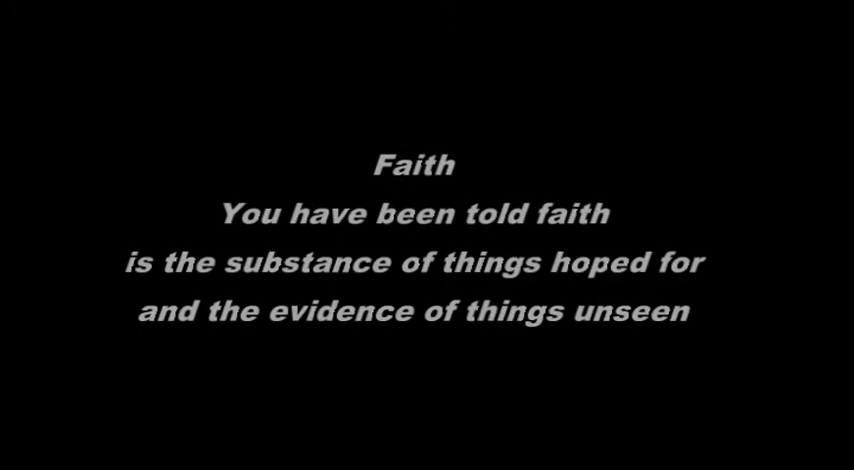 Faith
You have been told faith
is the substance of things hoped for
and the evidence of things unseen